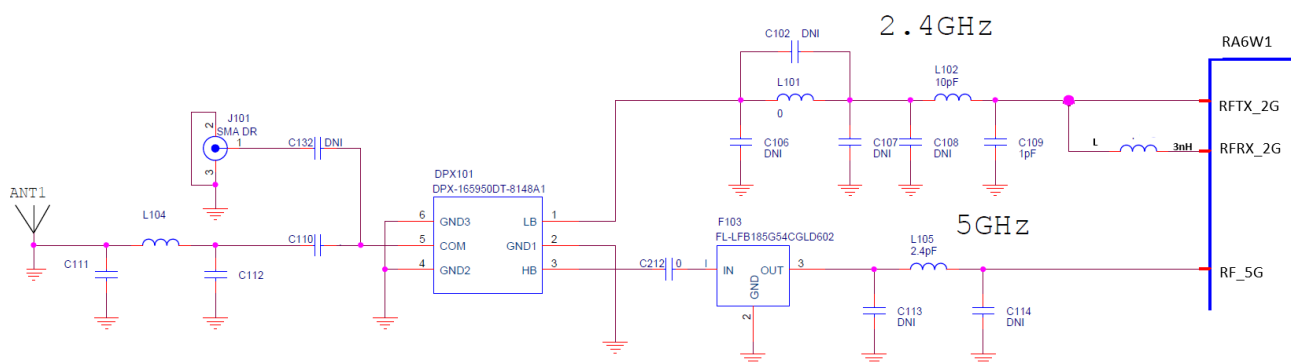 2.4GHz
RA6W1
C102 DNI
L101
0
L102
10pF
RFTX_2G
J101
SMA DR
2
1
3
C132 DNI
C106
DNI
C107
DNI
C108
DNI
C109
1pF
L
3nH
RFRX_2G
DPX101
DPX-165950DT-8148A1
ANT1
L104
C110
C111
C112
6
GND3
LB
1
5
COM
GND1
2
4
GND2
HB
3
5GHz
F103
FL-LFB185G54CGLD602
C212 0
I
IN
OUT
3
GND
2
L105
2.4pF
RF_5G
C113
DNI
C114
DNI